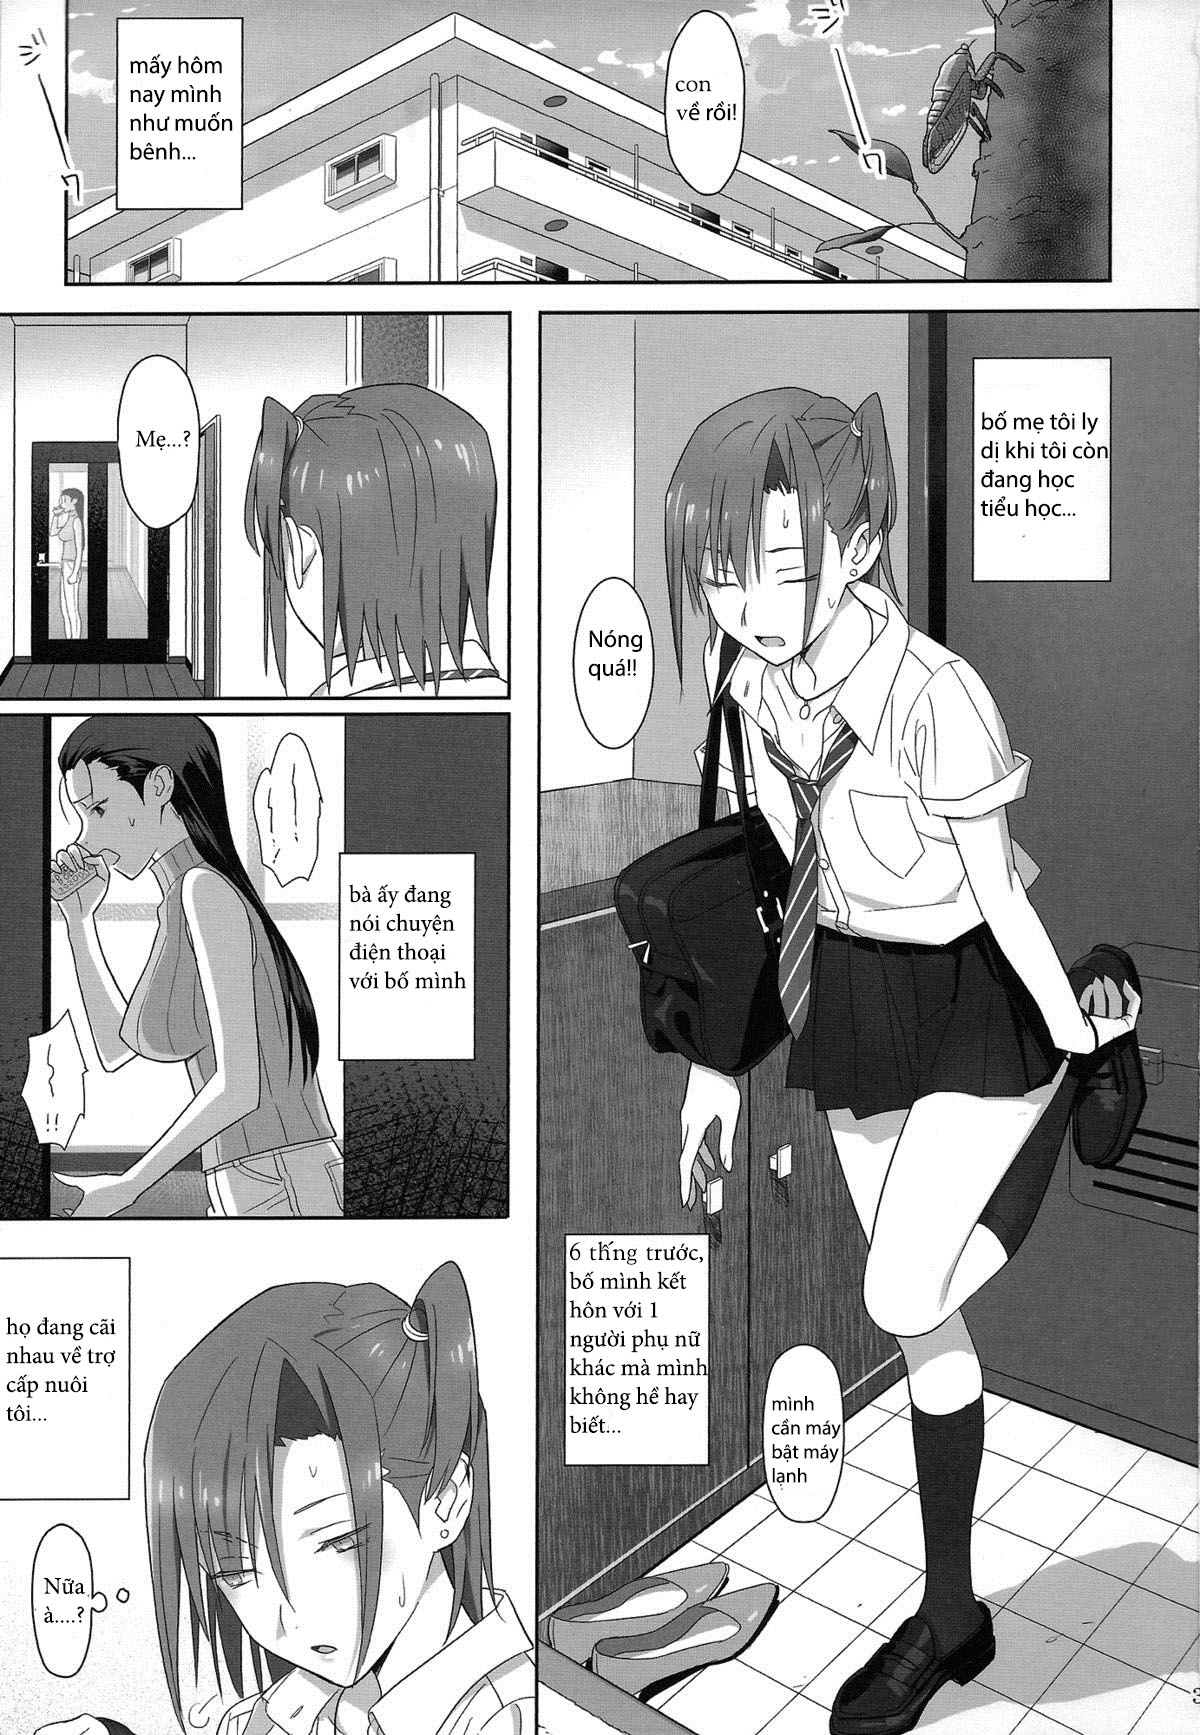 con
về rồi!
mấy hôm
nay mình
như muốn
bênh...
bố mẹ tôi ly
dị khi tôi còn
đang học
tiểu học...
Nóng
quá!!
6 thấng trước,
bố mình kết
hôn với 1
người phụ nữ
khác mà mình
không hề hay
biết...
mình
cần máy
bật máy
lạnh
Mẹ...?
bà ấy đang
nói chuyện
điện thoại
với bố mình
!!
họ đang cãi
nhau về trợ
cấp nuôi
tôi...
Nữa
à....?
3